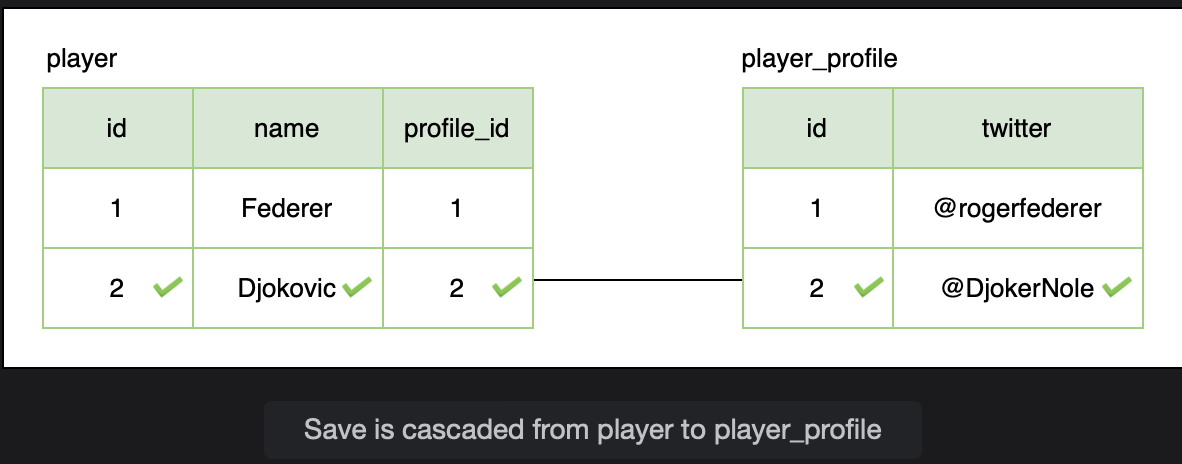 player
player_profile
id name profile_id
id twitter
1 Federer 1
1 @rogerfederer
2 Djokovic 2
2 @DjokerNole
Save is cascaded from player to player_profile